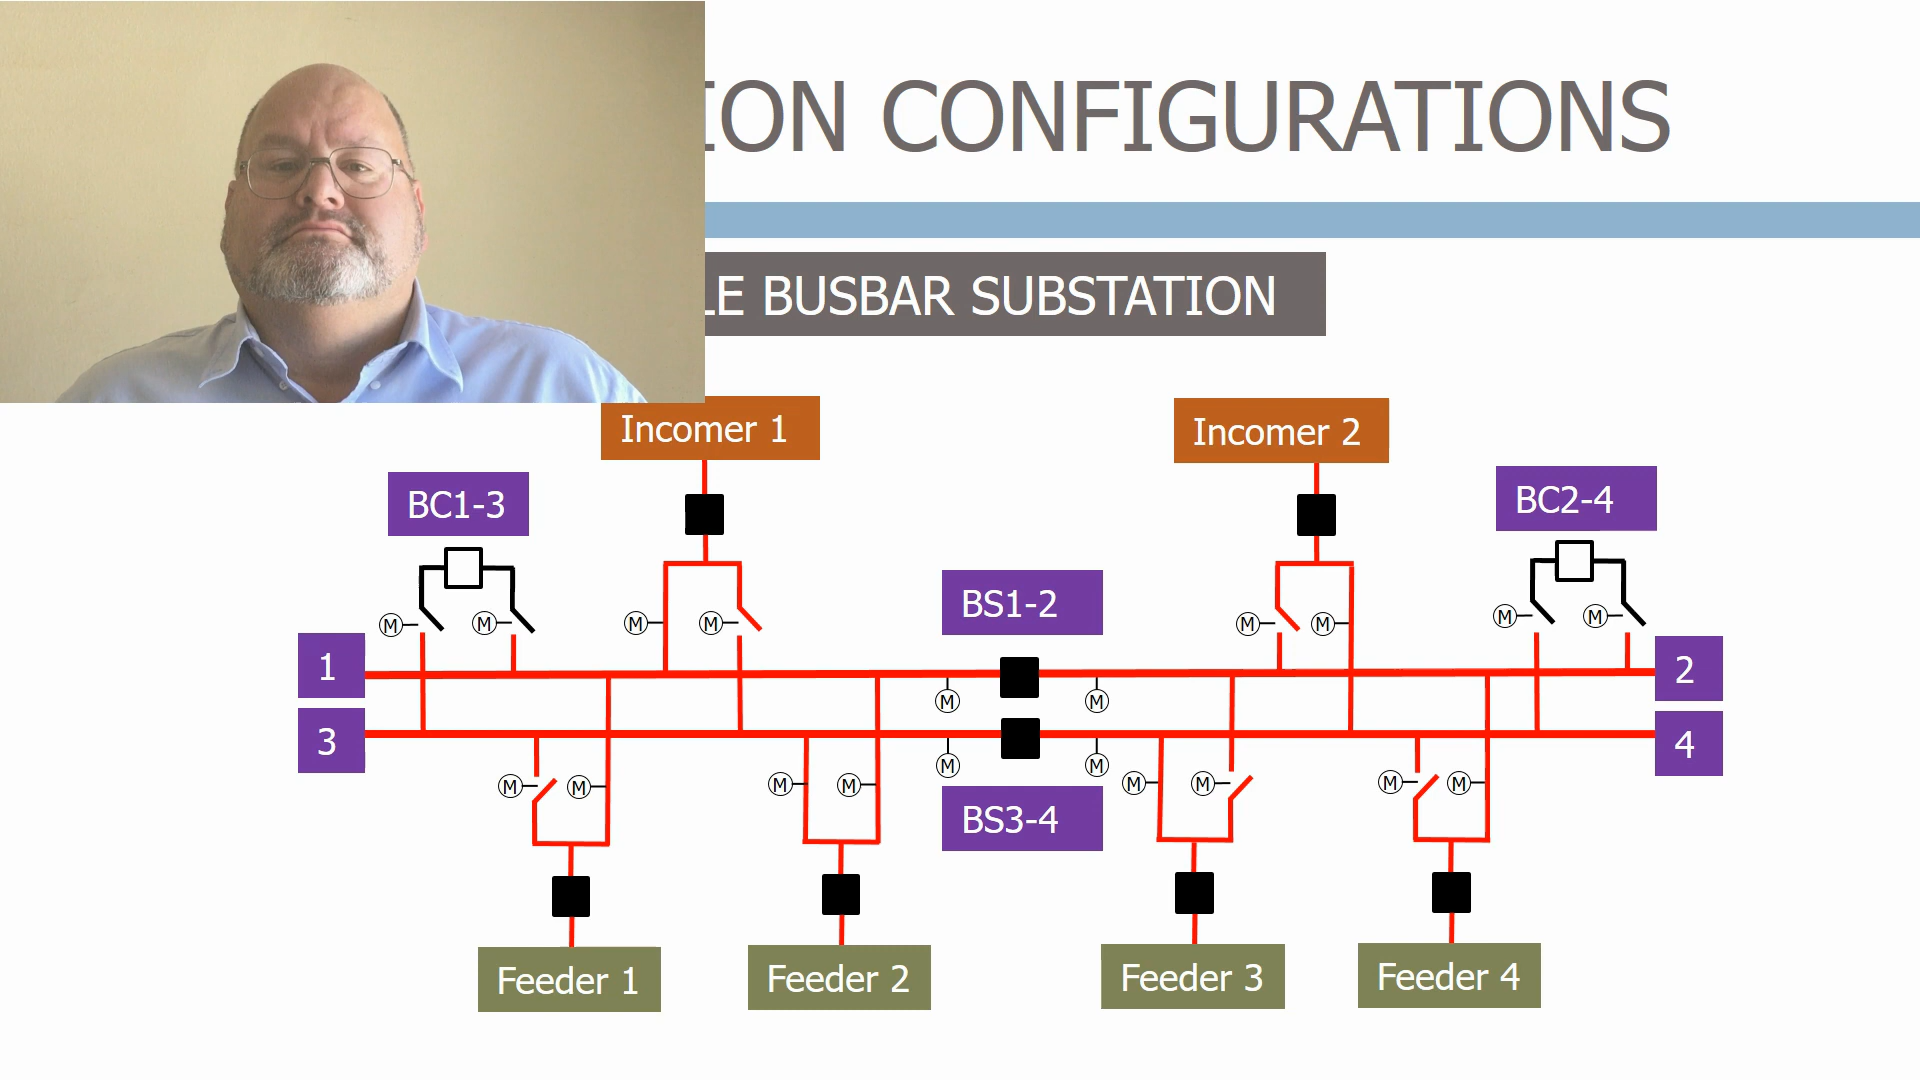 ION CONFIGURATIONS
LE BUSBAR SUBSTATION
Incomer 1
Incomer 2
BC1-3
BC2-4
BS1-2
M
M
M
M
M
M
M
M
1
2
M
M
3
4
M
M
M
M
M
M
M
M
M
M
BS3-4
Feeder 1
Feeder 2
Feeder 3
Feeder 4